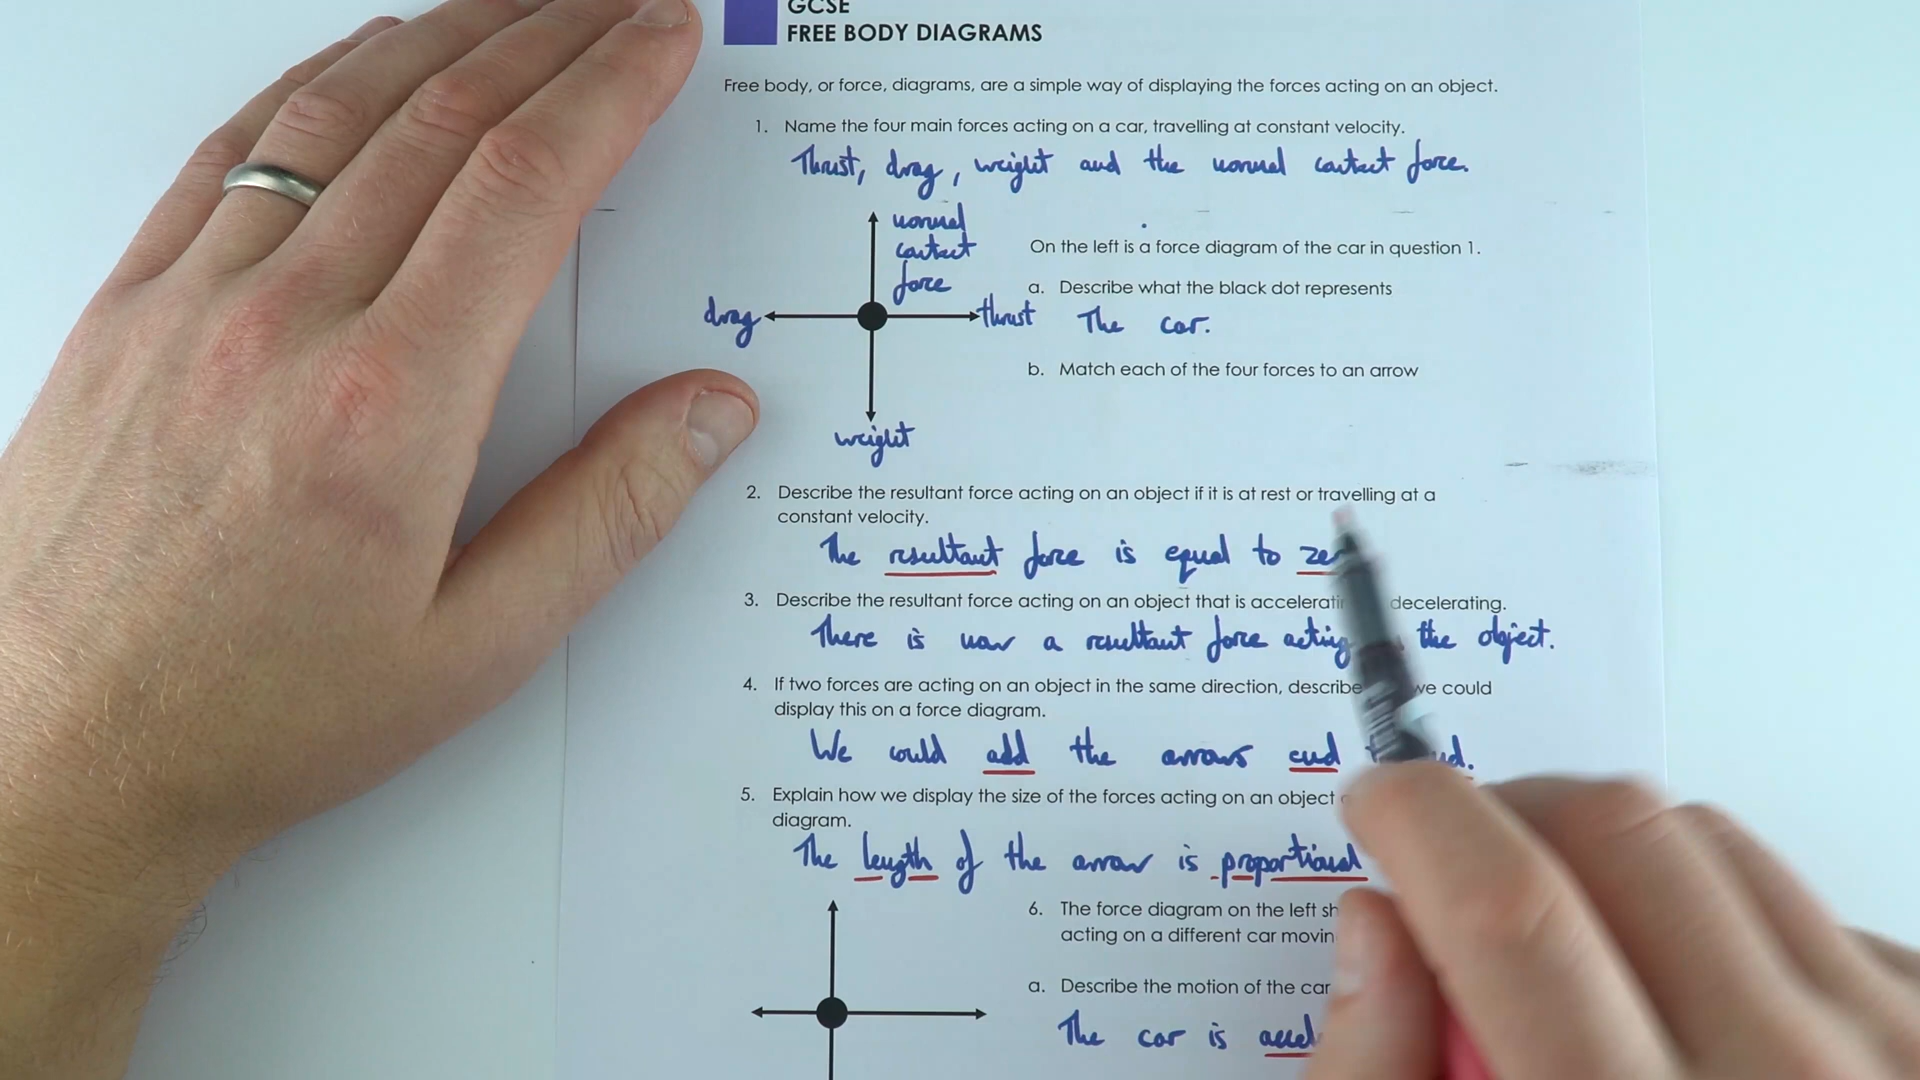 GCSE
FREE BODY DIAGRAMS
Free body, or force, diagrams, are a simple way of displaying the forces acting on an object.
1. Name the four main forces acting on a car, travelling at constant velocity.
Thrust, drag, weight and the normal contact force.
normal
contact
force
drag
thrust
weight
On the left is a force diagram of the car in question 1.
a. Describe what the black dot represents
The car.
b. Match each of the four forces to an arrow
2. Describe the resultant force acting on an object if it is at rest or travelling at a
constant velocity.
The resultant force is equal to
3. Describe the resultant force acting on an object that is decelerating.
There is now a resultant force acting the object.
4. If two forces are acting on an object in the same direction, describe we could
display this on a force diagram.
We could add the arrows end
5. Explain how we display the size of the forces acting on an object
diagram.
The length of the arrow is proportional
6. The force diagram on the left
acting on a different car
a. Describe the motion of the car
The car is